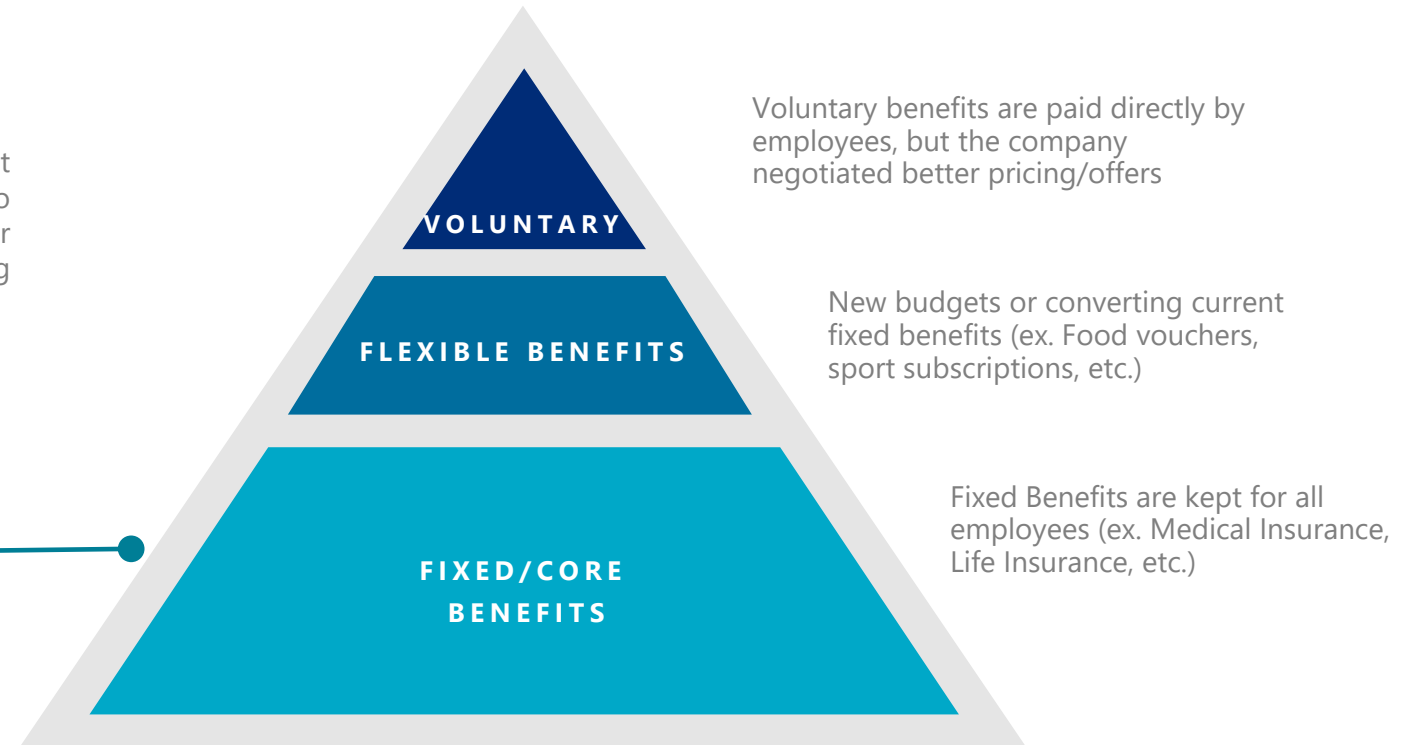 Voluntary benefits are paid directly by
employees, but the company
negotiated better pricing/offers
VOLUNTARY
New budgets or converting current
fixed benefits (ex. Food vouchers,
sport subscriptions, etc.)
FLEXIBLE BENEFITS
Fixed Benefits are kept for all
employees (ex. Medical Insurance,
Life Insurance, etc.)
FIXED/CORE
BENEFITS